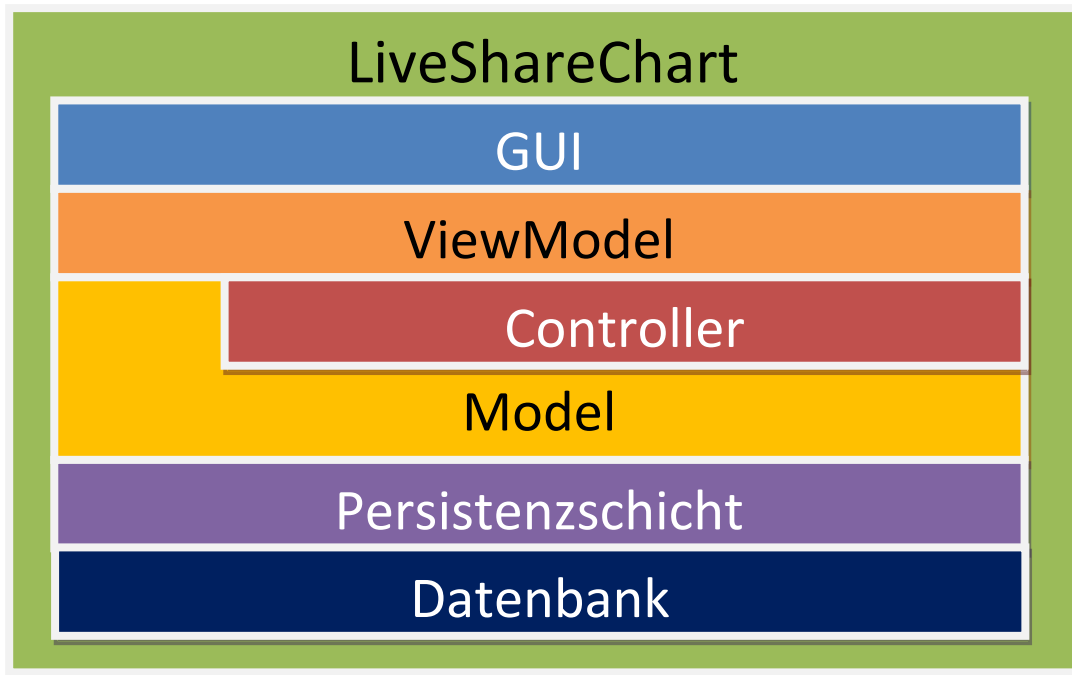 LiveShareChart
GUI
ViewModel
Controller
Model
Persistenzschicht
Datenbank